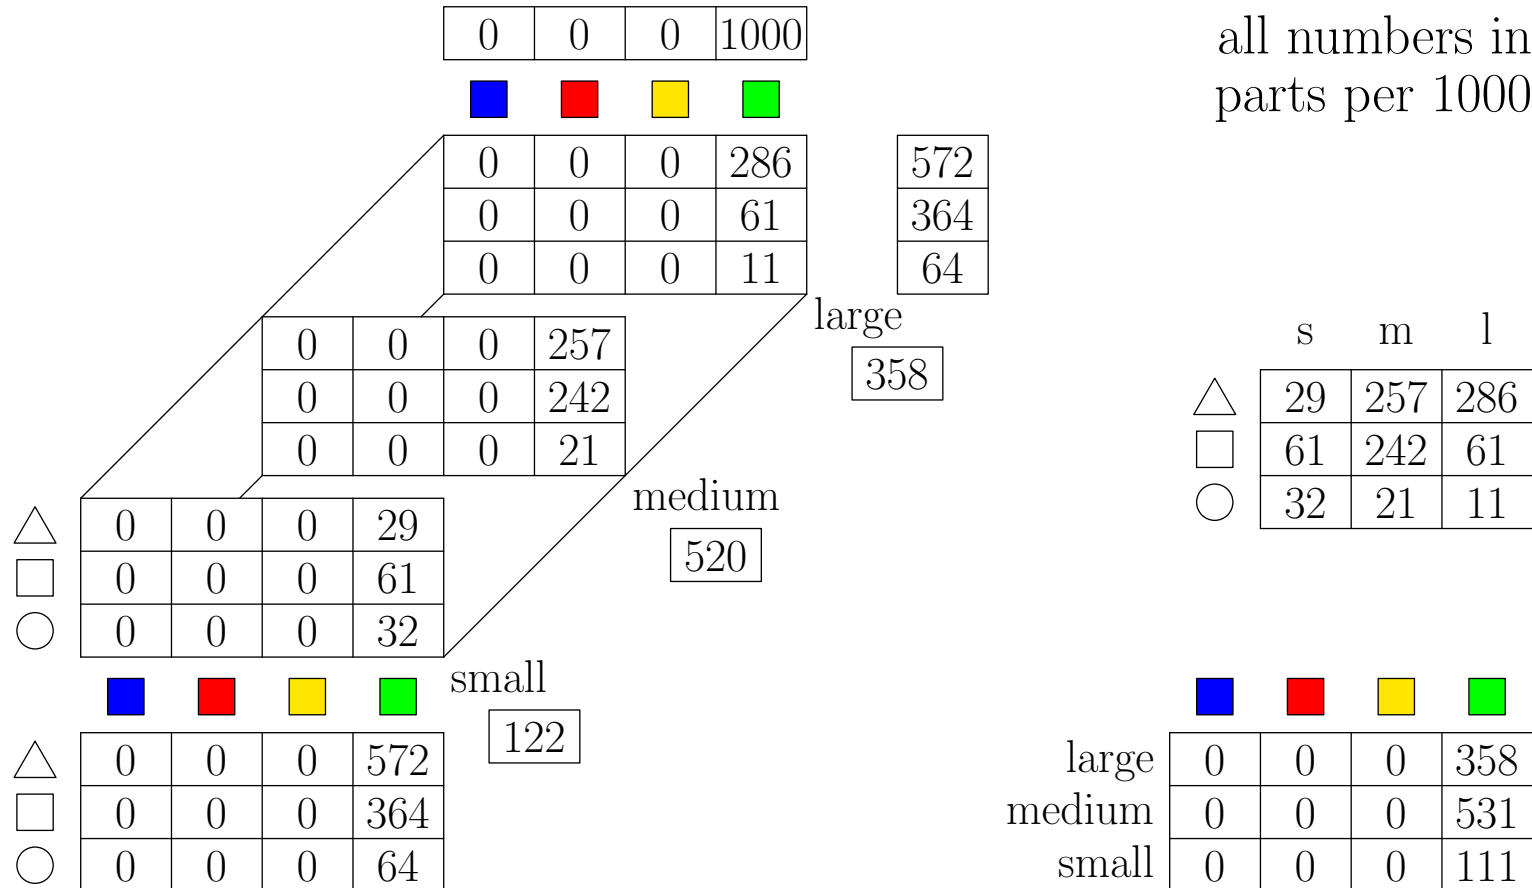 0 0 0 1000
all numbers in
parts per 1000
0 0 0 286 572
0 0 0 61 364
0 0 0 11 64
large
358
0 0 0 257
0 0 0 242
0 0 0 21
medium
520
s m l
29 257 286
61 242 61
32 21 11
0 0 0 29
0 0 0 61
0 0 0 32
small
122
0 0 0 572
0 0 0 364
0 0 0 64
large 0 0 0 358
medium 0 0 0 531
small 0 0 0 111